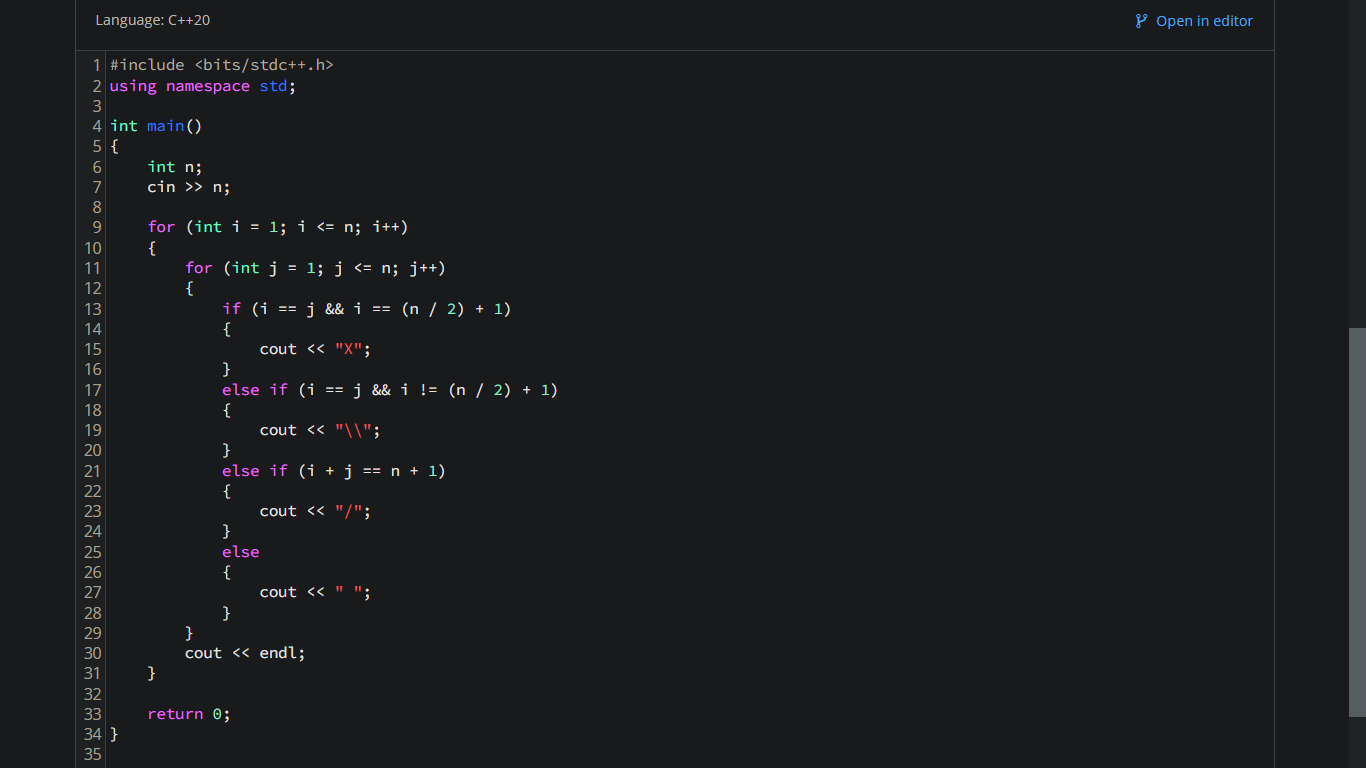 Language: C++20
Open in editor
1 #include <bits/stdc++.h>
2 using namespace std;
3
4 int main()
5 {
6     int n;
7     cin >> n;
8
9     for (int i = 1; i <= n; i++)
10     {
11         for (int j = 1; j <= n; j++)
12         {
13             if (i == j && i == (n / 2) + 1)
14             {
15                 cout << "X";
16             }
17             else if (i == j && i != (n / 2) + 1)
18             {
19                 cout << "\\";
20             }
21             else if (i + j == n + 1)
22             {
23                 cout << "/";
24             }
25             else
26             {
27                 cout << " ";
28             }
29         }
30         cout << endl;
31     }
32
33     return 0;
34 }
35